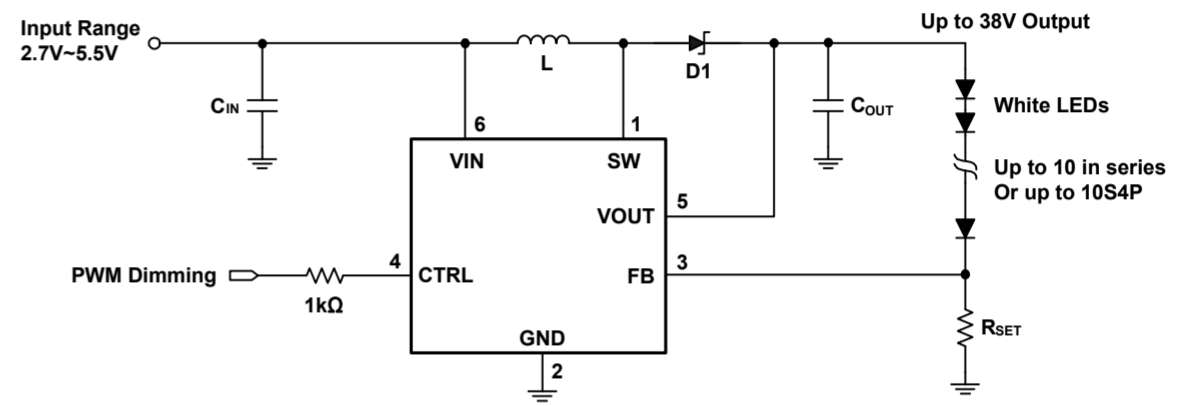 Up to 38V Output
Input Range
2.7V~5.5V
L
D1
CIN
COUT
White LEDs
6
1
VIN
SW
Up to 10 in series
Or up to 10S4P
5
VOUT
4
3
PWM Dimming
CTRL
FB
1kΩ
RSET
GND
2